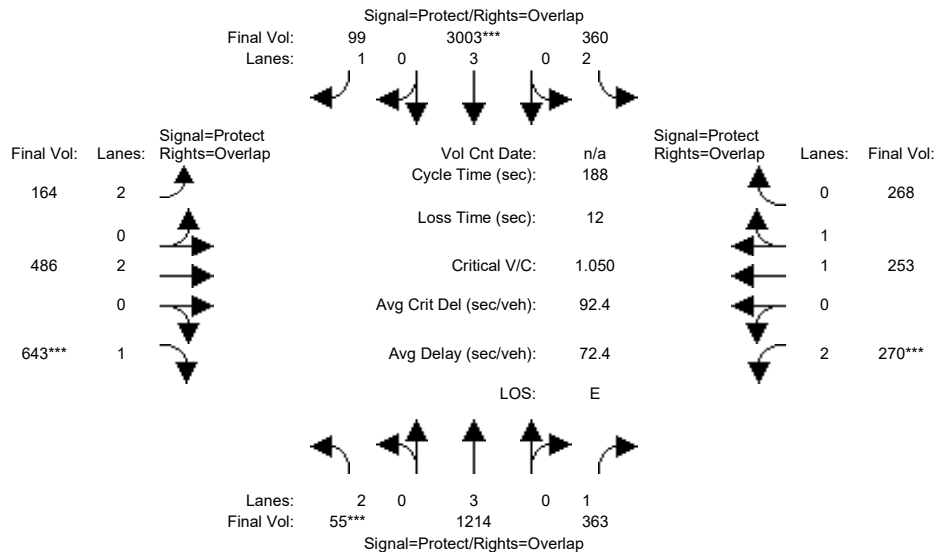 Signal=Protect/Rights=Overlap
Final Vol: 99 3003*** 360
Lanes: 1 0 3 0 2
Signal=Protect Signal=Protect
Final Vol: Lanes: Rights=Overlap Vol Cnt Date: n/a Rights=Overlap Lanes: Final Vol:
Cycle Time (sec): 188
164 2 0 268
Loss Time (sec): 12
0 1
486 2 Critical V/C: 1.050 1 253
0 Avg Crit Del (sec/veh): 92.4 0
643*** 1 Avg Delay (sec/veh): 72.4 2 270***
LOS: E
Lanes: 2 0 3 0 1
Final Vol: 55*** 1214 363
Signal=Protect/Rights=Overlap